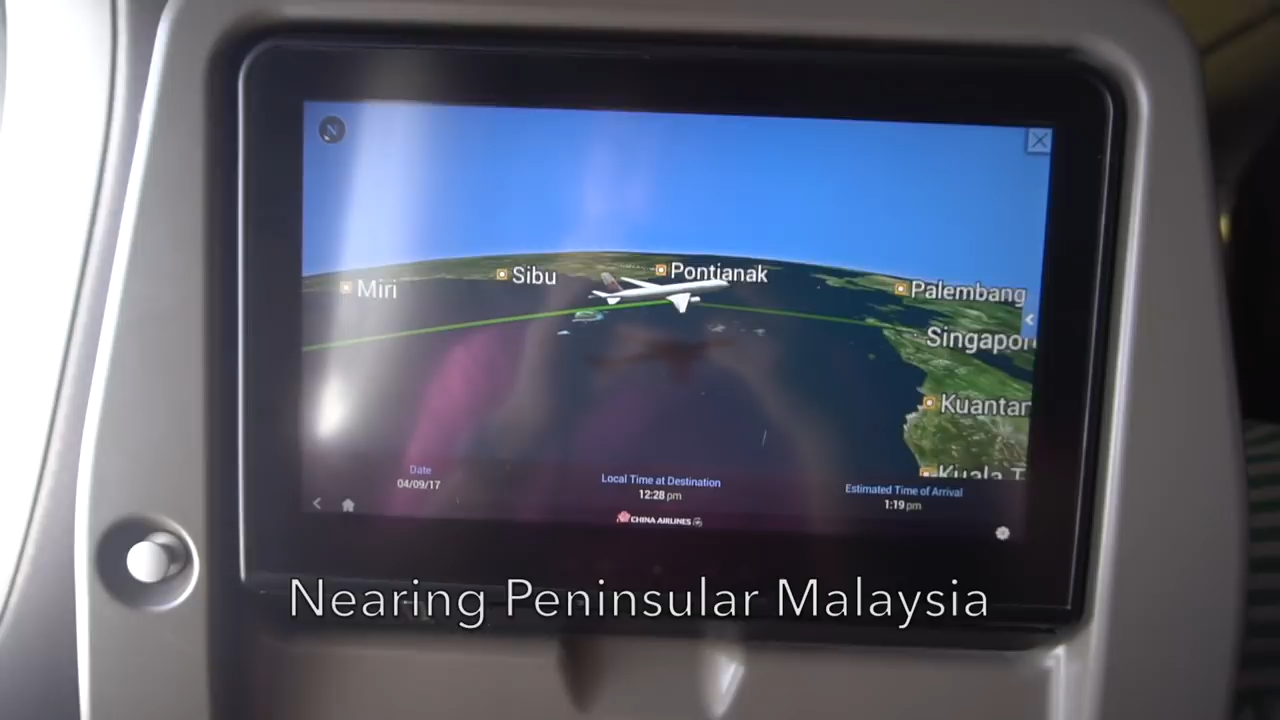 N
Miri
Sibu
Pontianak
Palembang
Singapor
Kuantan
Kuala T
Date
04/09/17
Local Time at Destination
12:28 pm
Estimated Time of Arrival
1:19 pm
CHINA AIRLINES
Nearing Peninsular Malaysia